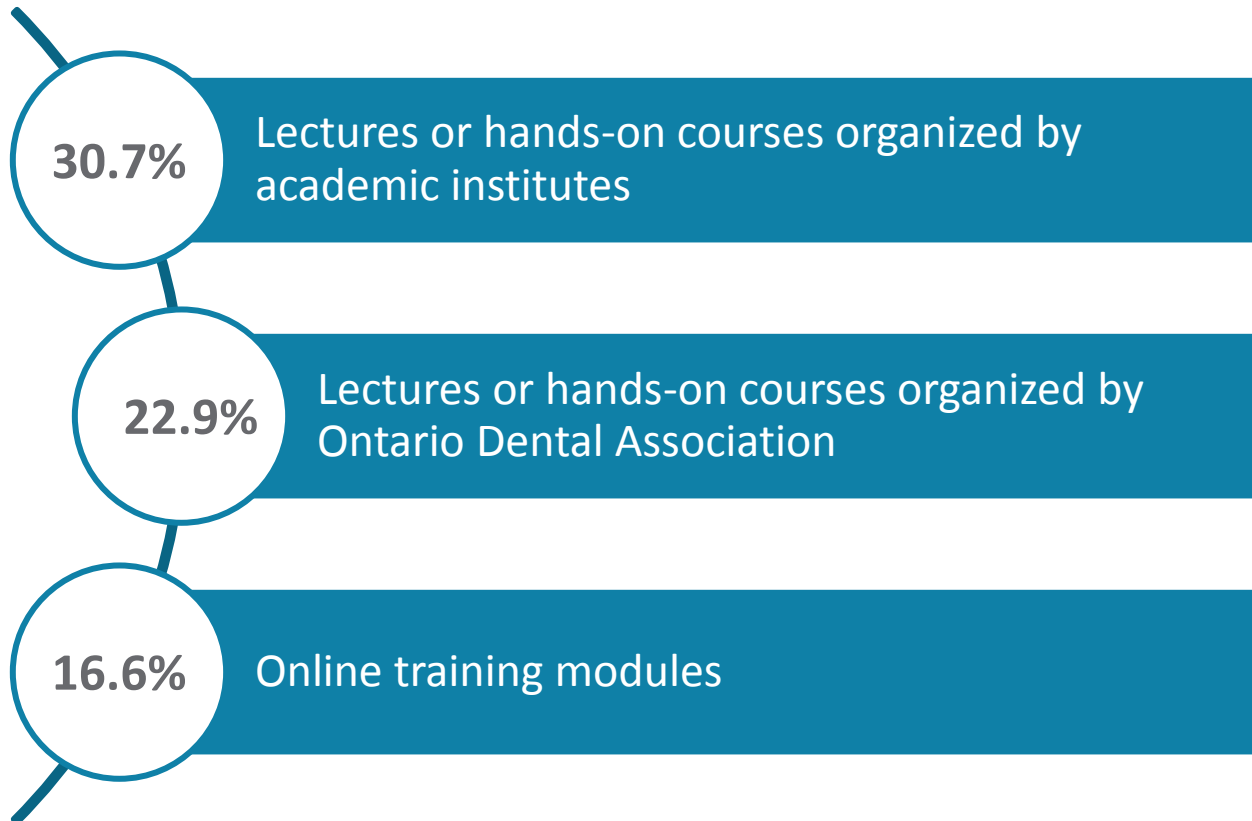 30.7%
Lectures or hands-on courses organized by
academic institutes
22.9%
Lectures or hands-on courses organized by
Ontario Dental Association
16.6%
Online training modules